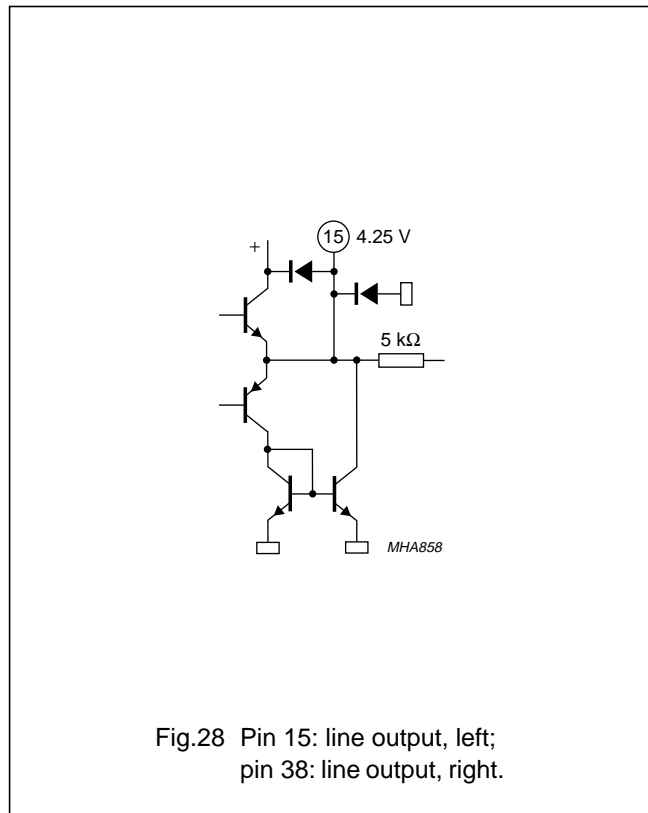 +
15 4.25 V
5 kΩ
MHA858
Fig.28 Pin 15: line output, left;
pin 38: line output, right.